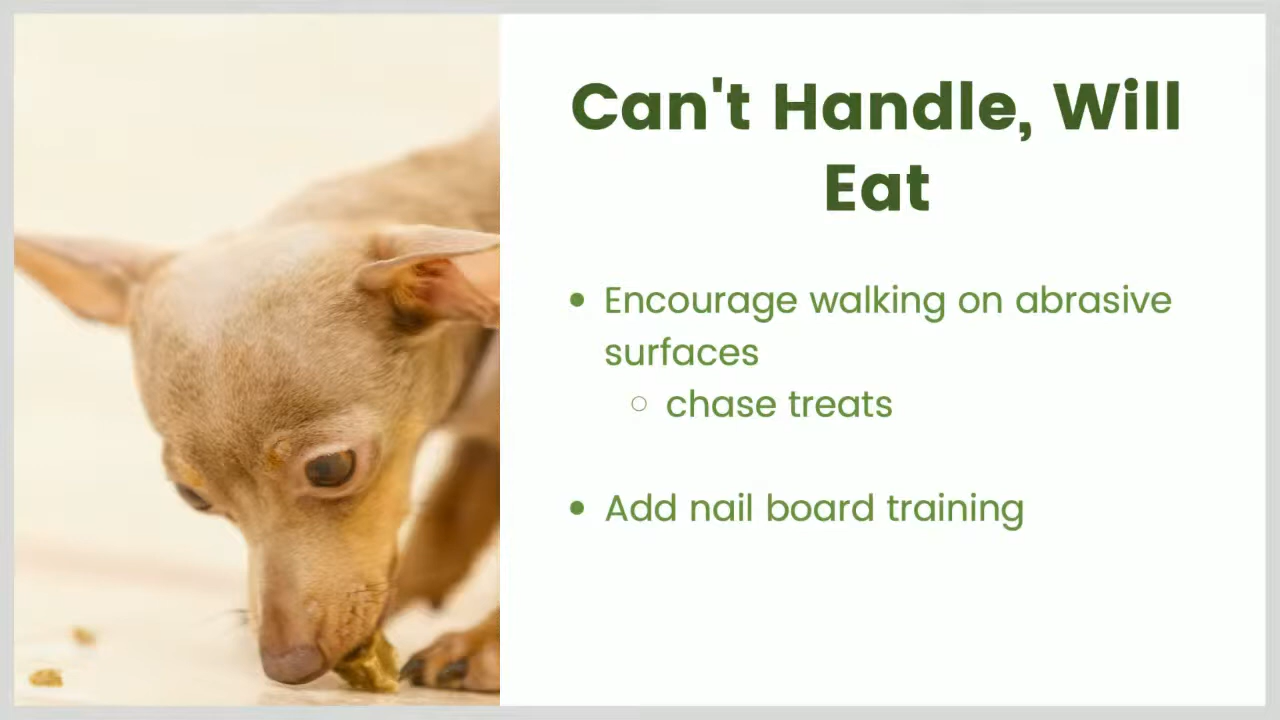 Can't Handle, Will
Eat
• Encourage walking on abrasive
surfaces
○ chase treats
• Add nail board training